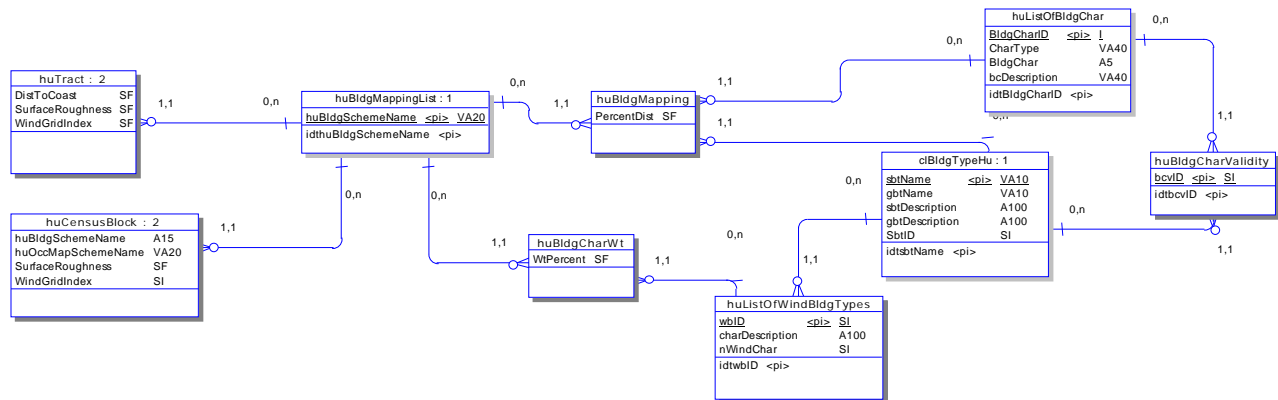 huTract : 2
DistToCoast SF
SurfaceRoughness SF
WindGridIndex SF
1,1
0,n
huBldgMappingList : 1
huBldgSchemeName <pi> VA20
idthuBldgSchemeName <pi>
0,n
1,1
huBldgMapping
PercentDist SF
1,1
1,1
0,n
huListOfBldgChar
BldgCharID <pi> I
CharType VA40
BldgChar A5
bcDescription VA40
idtBldgCharID <pi>
0,n
1,1
0,n
clBldgTypeHu : 1
sbtName <pi> VA10
gbtName VA10
sbtDescription A100
gbtDescription A100
SbtID SI
idtsbtName <pi>
huBldgCharValidity
bcvID <pi> SI
idtbcvID <pi>
0,n
1,1
0,n
0,n
0,n
huCensusBlock : 2
huBldgSchemeName A15
huOccMapSchemeName VA20
SurfaceRoughness SF
WindGridIndex SI
1,1
1,1
huBldgCharWt
WtPercent SF
1,1
0,n
1,1
huListOfWindBldgTypes
wbID <pi> SI
charDescription A100
nWindChar SI
idtwbID <pi>